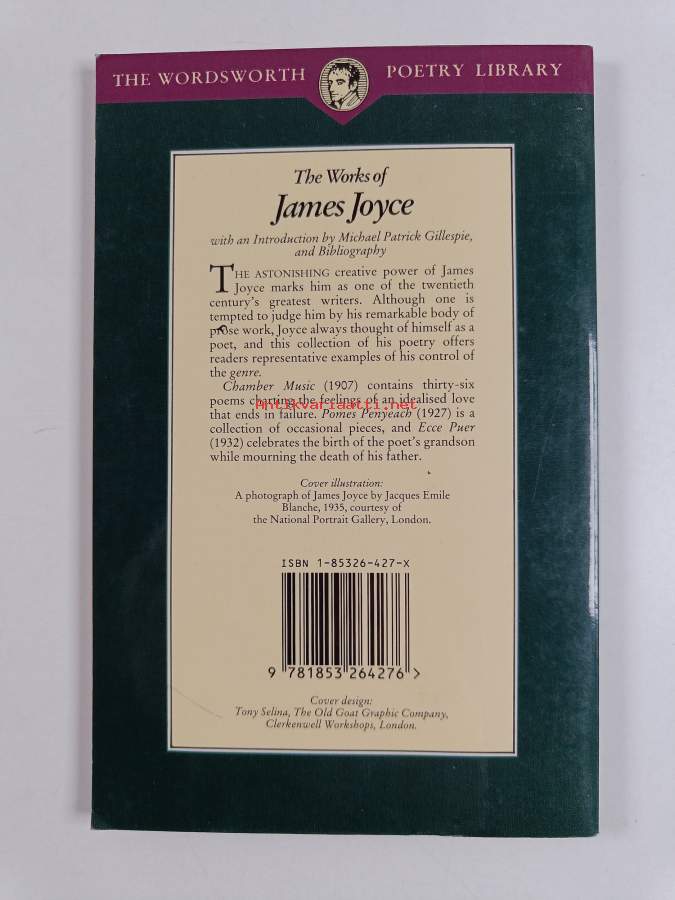 THE WORDSWORTH POETRY LIBRARY
The Works of
James Joyce
with an Introduction by Michael Patrick Gillespie,
and Bibliography
THE ASTONISHING creative power of James
Joyce marks him as one of the twentieth
century's greatest writers. Although one is
tempted to judge him by his remarkable body of
prose work, Joyce always thought of himself as a
poet, and this collection of his poetry offers
readers representative examples of his control of
the genre.
Chamber Music (1907) contains thirty-six
poems charting the feelings of an idealised love
Antikvariaatti.net
that ends in failure. Pomes Penyeach (1927) is a
collection of occasional pieces, and Ecce Puer
(1932) celebrates the birth of the poet's grandson
while mourning the death of his father.
Cover illustration:
A photograph of James Joyce by Jacques Emile
Blanche, 1935, courtesy of
the National Portrait Gallery, London.
ISBN 1-85326-427-X
9 781853 264276 >
Cover design:
Tony Selina, The Old Goat Graphic Company,
Clerkenwell Workshops, London.